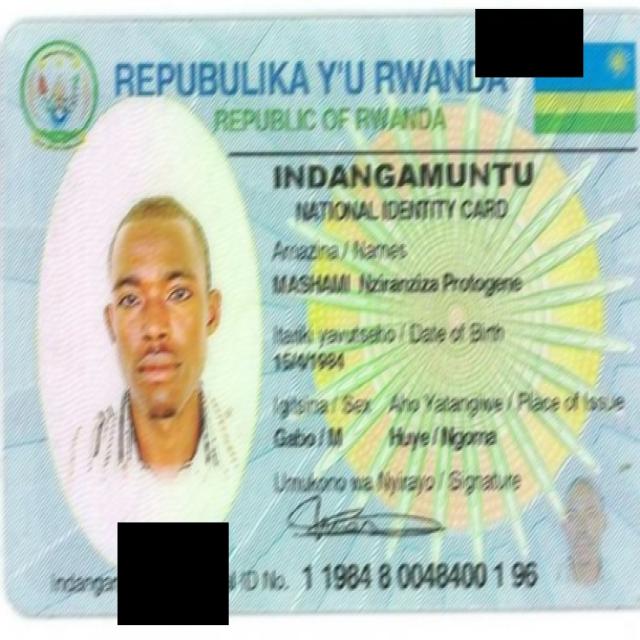 REPUBULIKA Y'U RWANDA
REPUBLIC OF RWANDA
INDANGAMUNTU
NATIONAL IDENTITY CARD
Amazina / Names
MASHAMI Nziranziza Protogene
Itariki yavutseho / Date of Birth
15/4/1984
Igitsina / Sex Aho Yatangiwe / Place of Issue
Gabo / M Huye / Ngoma
Umukono wa Nyirayo / Signature
ID No. 1 1984 8 0048400 1 96